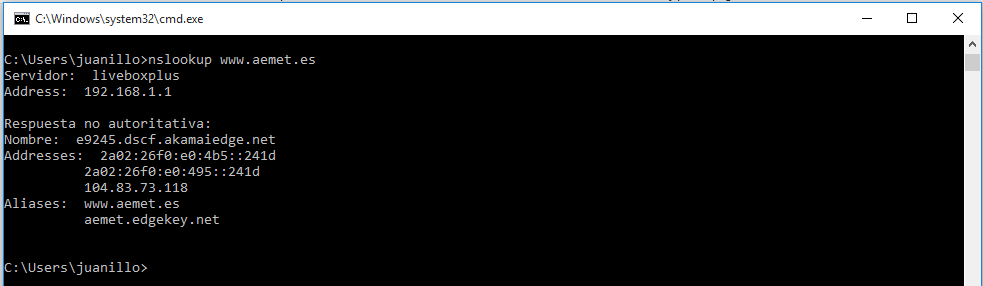 C:\Windows\system32\cmd.exe
C:\Users\juanillo>nslookup www.aemet.es
Servidor:  liveboxplus
Address:  192.168.1.1
Respuesta no autoritativa:
Nombre:  e9245.dscf.akamaiedge.net
Addresses:  2a02:26f0:e0:4b5::241d
2a02:26f0:e0:495::241d
104.83.73.118
Aliases:  www.aemet.es
aemet.edgekey.net
C:\Users\juanillo>